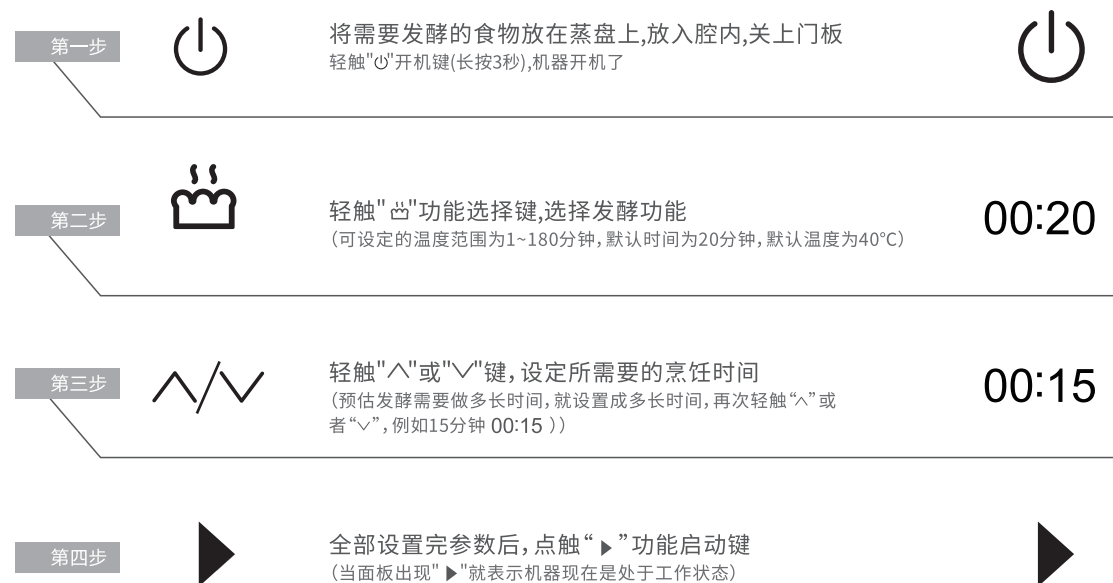 第一步
将需要发酵的食物放在蒸盘上,放入腔内,关上门板
轻触"⏻"开机键(长按3秒),机器开机了
第二步
轻触" "功能选择键,选择发酵功能
(可设定的温度范围为1~180分钟,默认时间为20分钟,默认温度为40℃)
00:20
第三步
轻触"∧"或"∨"键,设定所需要的烹饪时间
(预估发酵需要做多长时间,就设置成多长时间,再次轻触“∧”或
者“∨”,例如15分钟 00:15 ))
00:15
第四步
全部设置完参数后,点触“▶”功能启动键
(当面板出现"▶"就表示机器现在是处于工作状态)